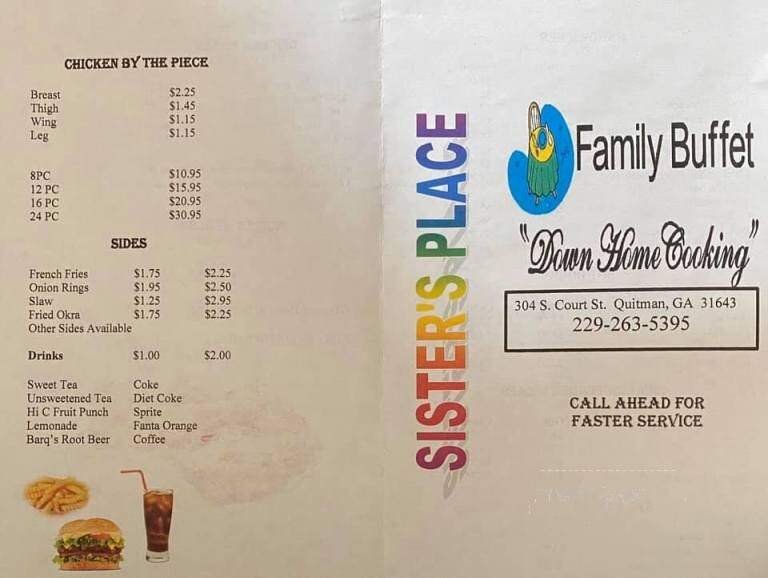 CHICKEN BY THE PIECE
Breast $2.25
Thigh $1.45
Wing $1.15
Leg $1.15
8PC $10.95
12 PC $15.95
16 PC $20.95
24 PC $30.95
SIDES
French Fries $1.75 $2.25
Onion Rings $1.95 $2.50
Slaw $1.25 $2.95
Fried Okra $1.75 $2.25
Other Sides Available
Drinks $1.00 $2.00
Sweet Tea Coke
Unsweetened Tea Diet Coke
Hi C Fruit Punch Sprite
Lemonade Fanta Orange
Barq's Root Beer Coffee
SISTER'S PLACE
Family Buffet
"Down Home Cooking"
304 S. Court St. Quitman, GA 31643
229-263-5395
CALL AHEAD FOR
FASTER SERVICE